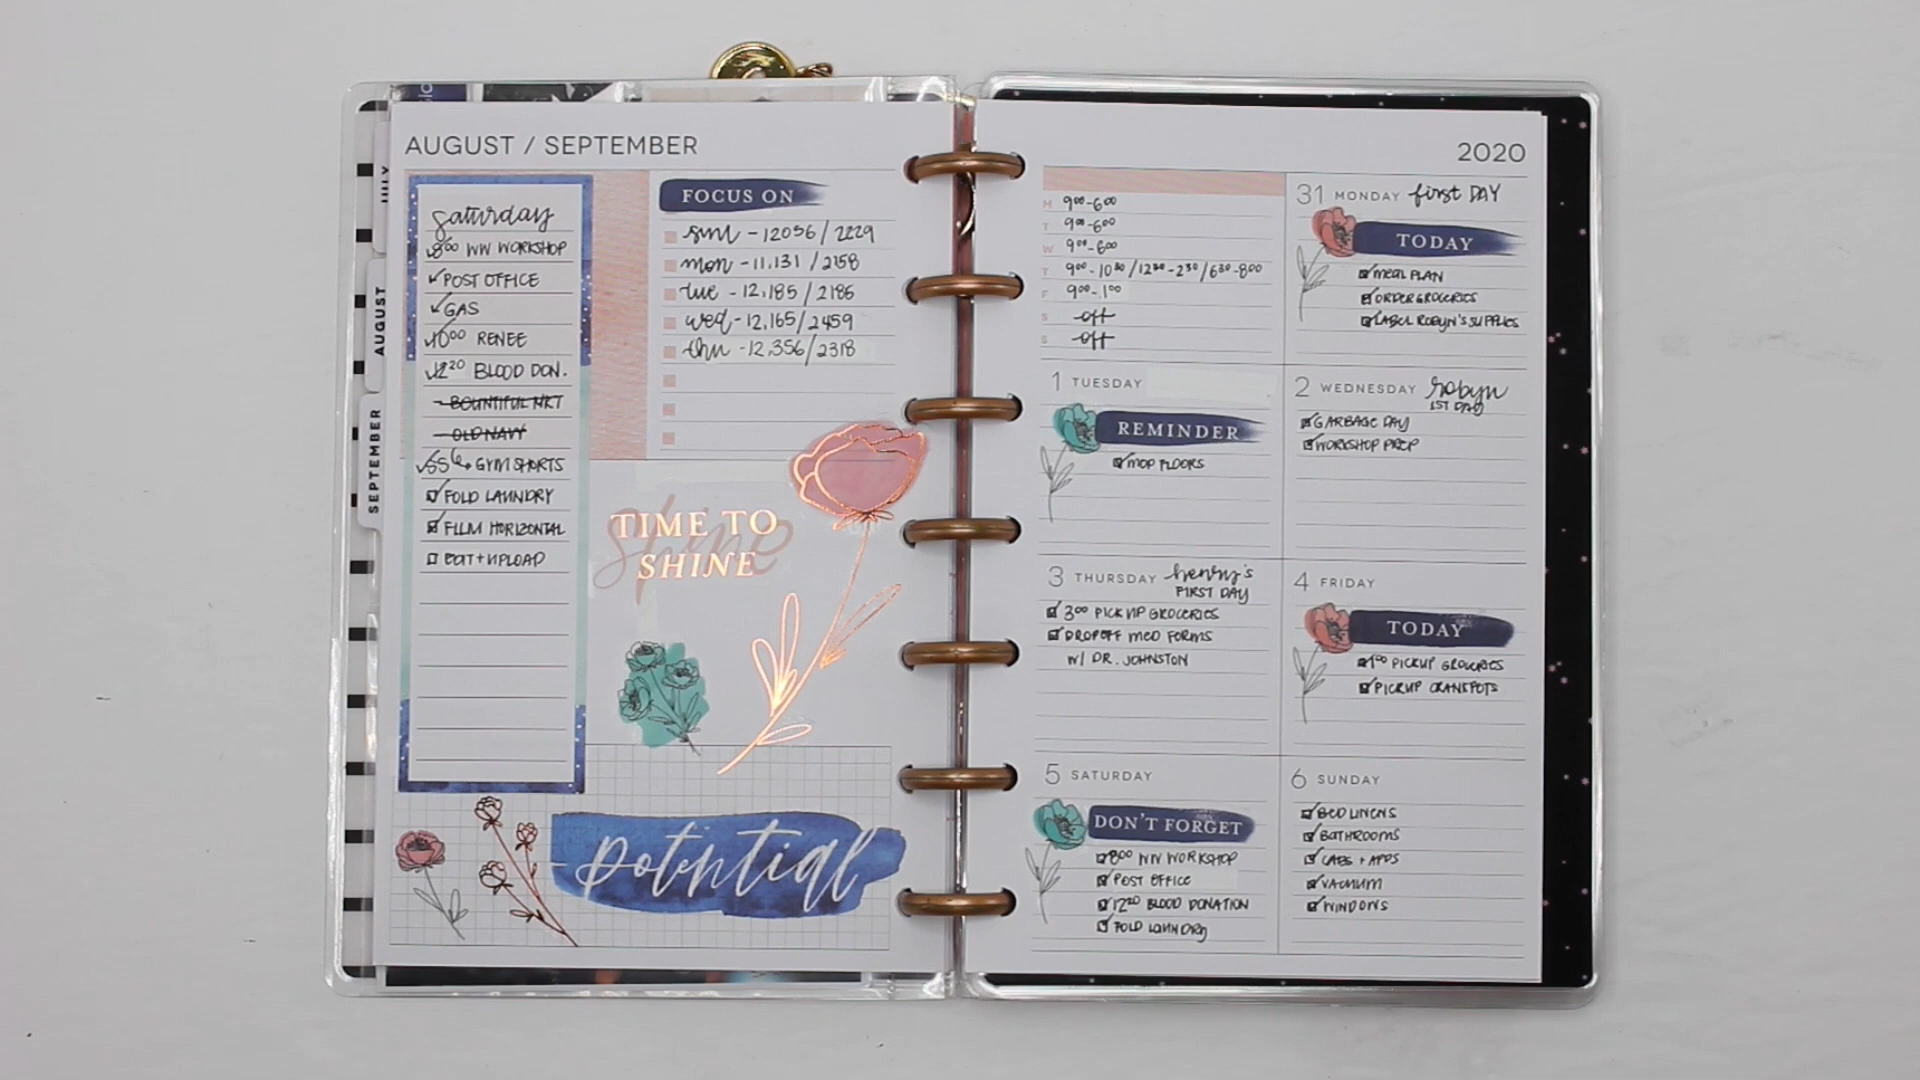 AUGUST / SEPTEMBER
saturday
8:00 WW WORKSHOP
POST OFFICE
GAS
10:00 RENEE
12:20 BLOOD DON.
- BOUNTIFUL MKT
- OLD NAVY
GYM SHORTS
FOLD LAUNDRY
FILM HORIZONTAL
EDIT + UPLOAD
FOCUS ON
sun - 12056/2229
mon - 11,131/2158
tue - 12,185/2186
wed - 12,165/2459
thu - 12,356/2318
shine
TIME TO
SHINE
potential
JULY
AUGUST
SEPTEMBER
2020
M 9:00-6:00
T 9:00-6:00
W 9:00-6:00
T 9:00-10:30/12:30-2:30/6:30-8:00
F 9:00-1:00
S off
S off
31 MONDAY first DAY
TODAY
MEAL PLAN
ORDER GROCERIES
LABEL ROBYN'S SUPPLIES
1 TUESDAY
REMINDER
MOP FLOORS
2 WEDNESDAY robyn
1ST DAY
GARBAGE DAY
WORKSHOP PREP
3 THURSDAY henry's
FIRST DAY
3:00 PICK UP GROCERIES
DROP OFF MED FORMS
W/ DR. JOHNSTON
4 FRIDAY
TODAY
1:00 PICKUP GROCERIES
PICKUP
5 SATURDAY
DON'T FORGET
8:00 WW WORKSHOP
POST OFFICE
12:20 BLOOD DONATION
FOLD LAUNDRY
6 SUNDAY
BED LINENS
BATHROOMS
CABS + APPS
VACUUM
WINDOWS